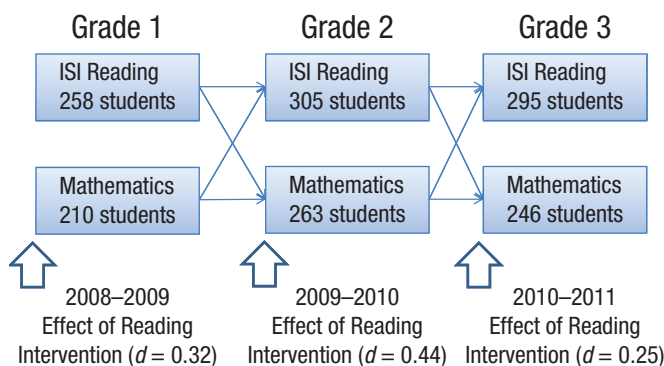 Grade 1
Grade 2
Grade 3
ISI Reading
258 students
ISI Reading
305 students
ISI Reading
295 students
Mathematics
210 students
Mathematics
263 students
Mathematics
246 students
2008–2009
Effect of Reading
Intervention (d = 0.32)
2009–2010
Effect of Reading
Intervention (d = 0.44)
2010–2011
Effect of Reading
Intervention (d = 0.25)